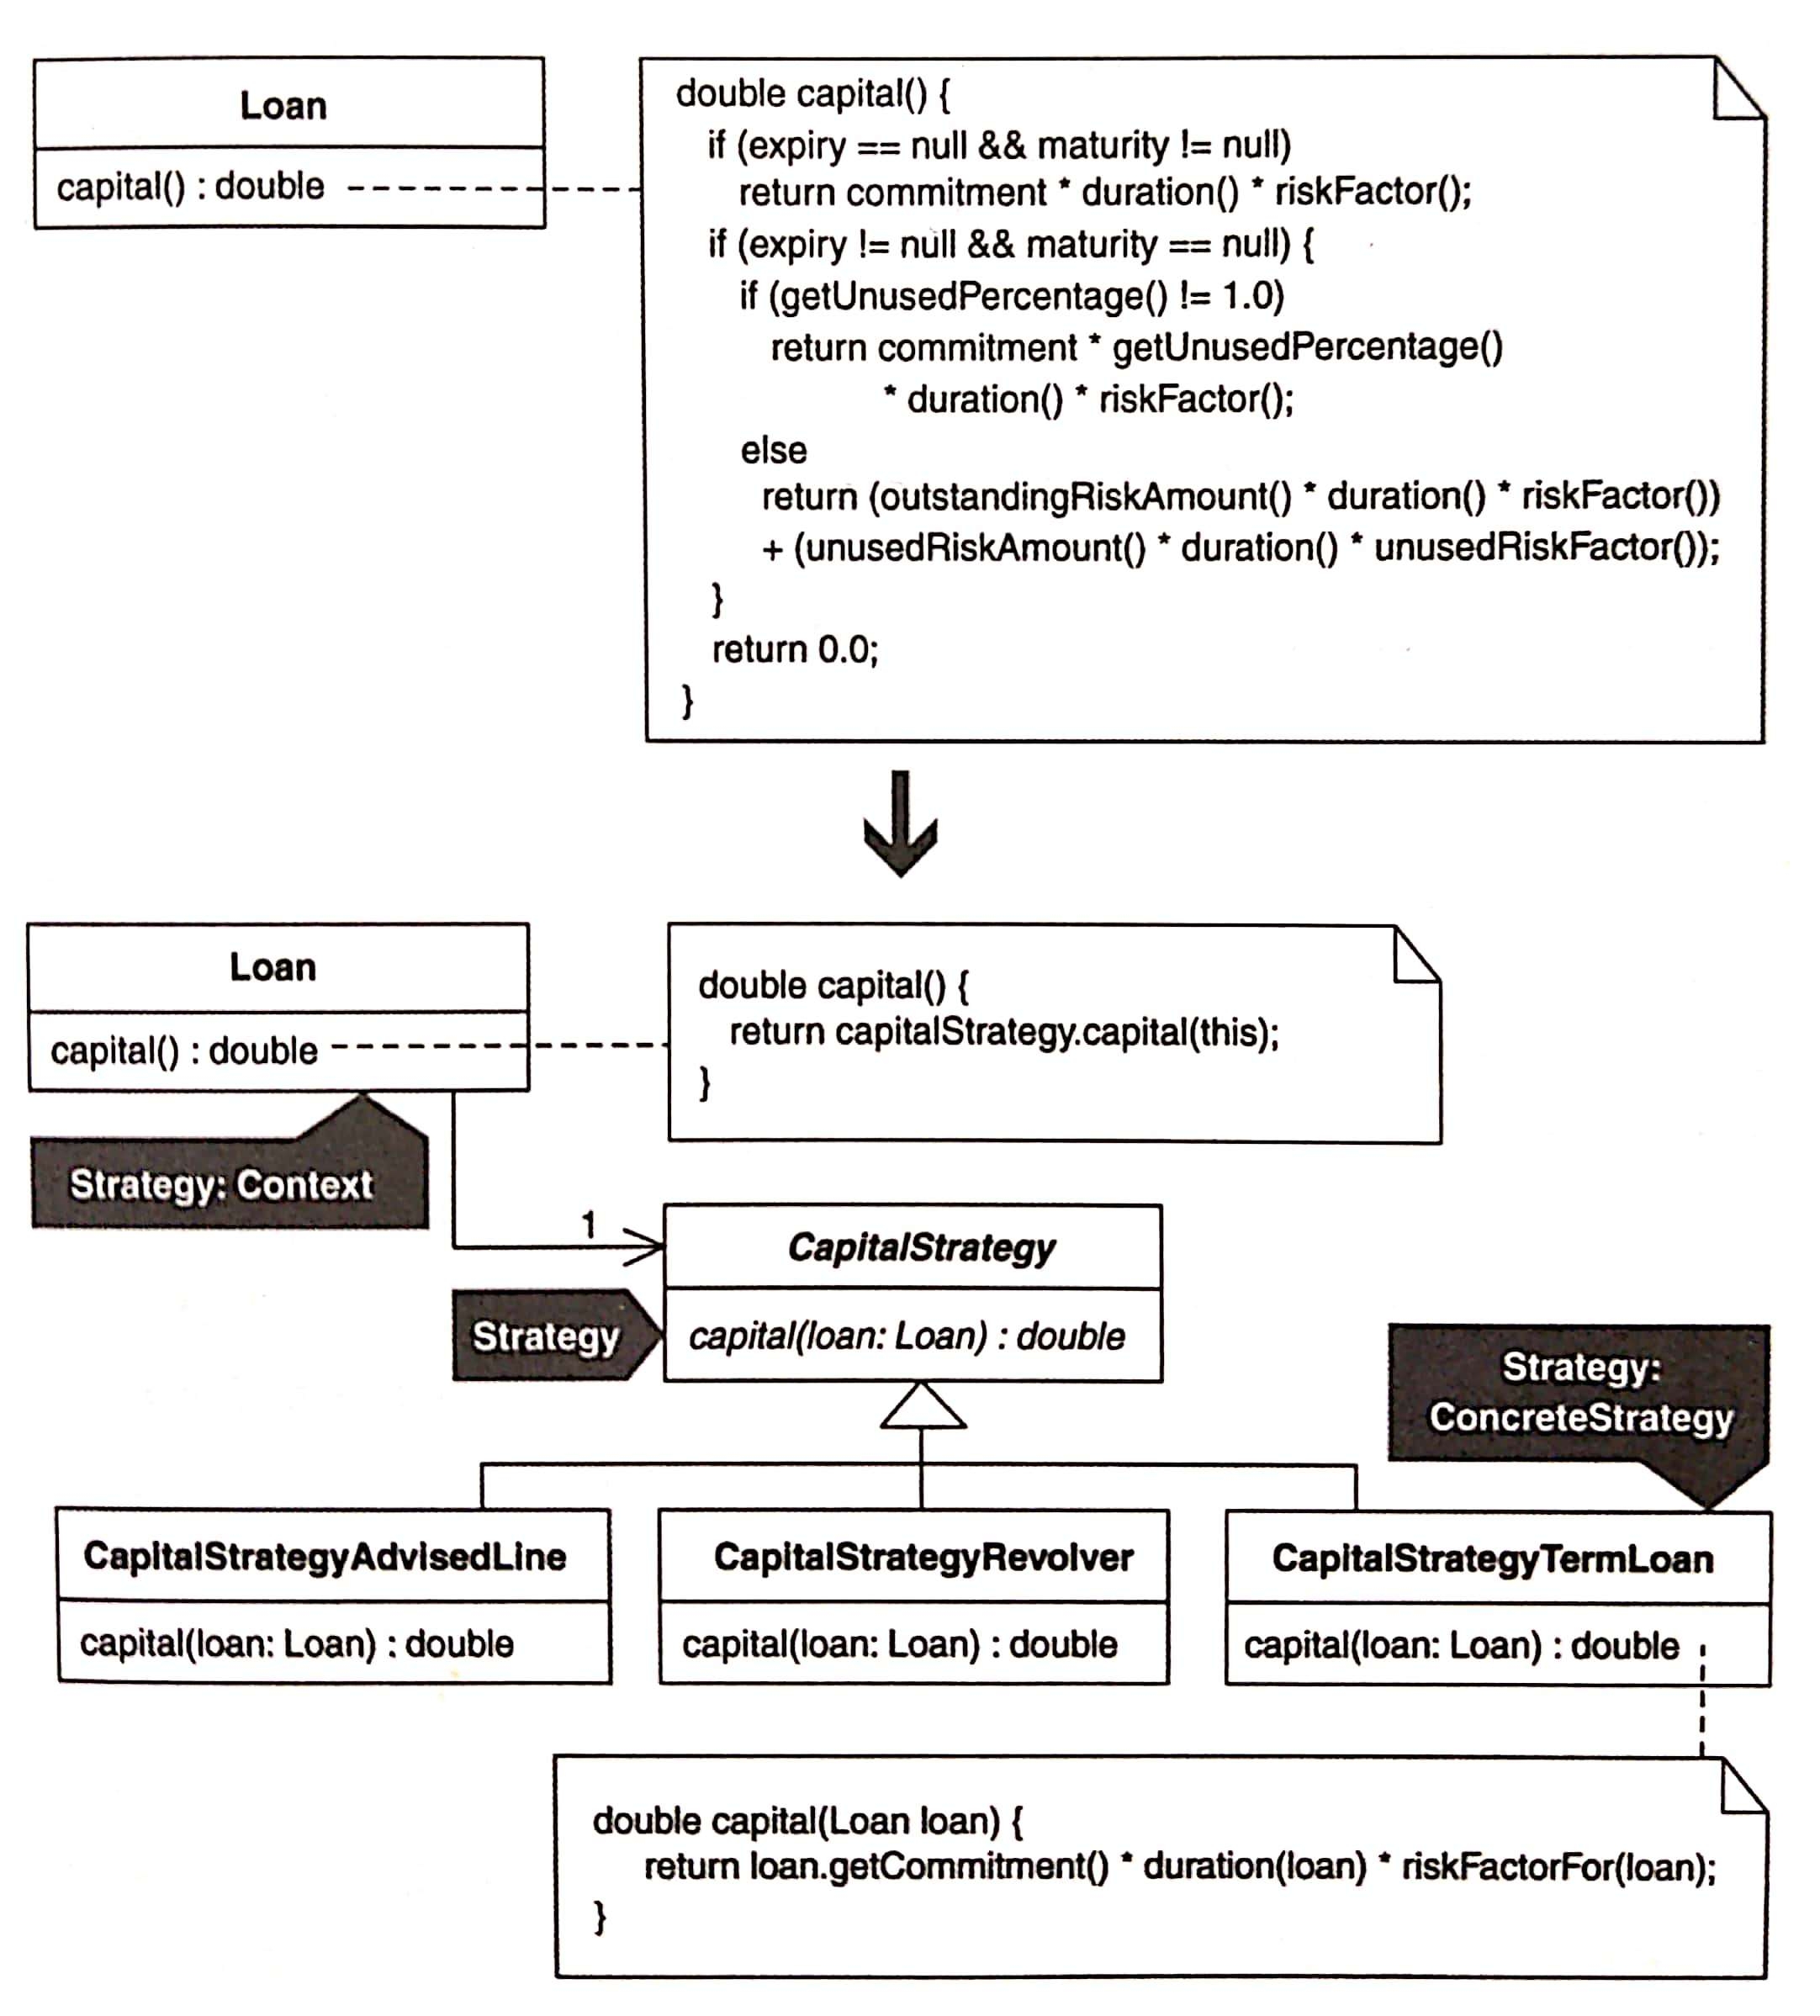 Loan
capital() : double
double capital() {
if (expiry == null && maturity != null)
return commitment * duration() * riskFactor();
if (expiry != null && maturity == null) {
if (getUnusedPercentage() != 1.0)
return commitment * getUnusedPercentage()
* duration() * riskFactor();
else
return (outstandingRiskAmount() * duration() * riskFactor())
+ (unusedRiskAmount() * duration() * unusedRiskFactor());
}
return 0.0;
}
Loan
capital() : double
double capital() {
return capitalStrategy.capital(this);
}
Strategy: Context
1
CapitalStrategy
capital(loan: Loan) : double
Strategy
Strategy:
ConcreteStrategy
CapitalStrategyAdvisedLine
capital(loan: Loan) : double
CapitalStrategyRevolver
capital(loan: Loan) : double
CapitalStrategyTermLoan
capital(loan: Loan) : double
double capital(Loan loan) {
return loan.getCommitment() * duration(loan) * riskFactorFor(loan);
}